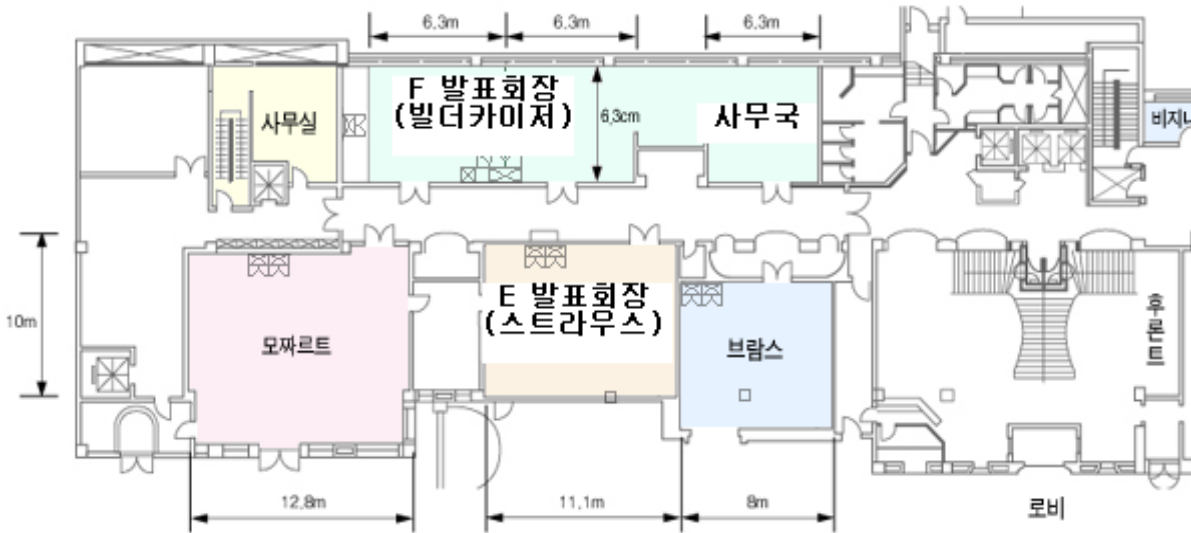 6.3m
6.3m
6.3m
F 발표회장
(빌더카이저)
6.3cm
사무실
사무국
비지니
10m
모짜르트
E 발표회장
(스트라우스)
브람스
후론트
12.8m
11.1m
8m
로비